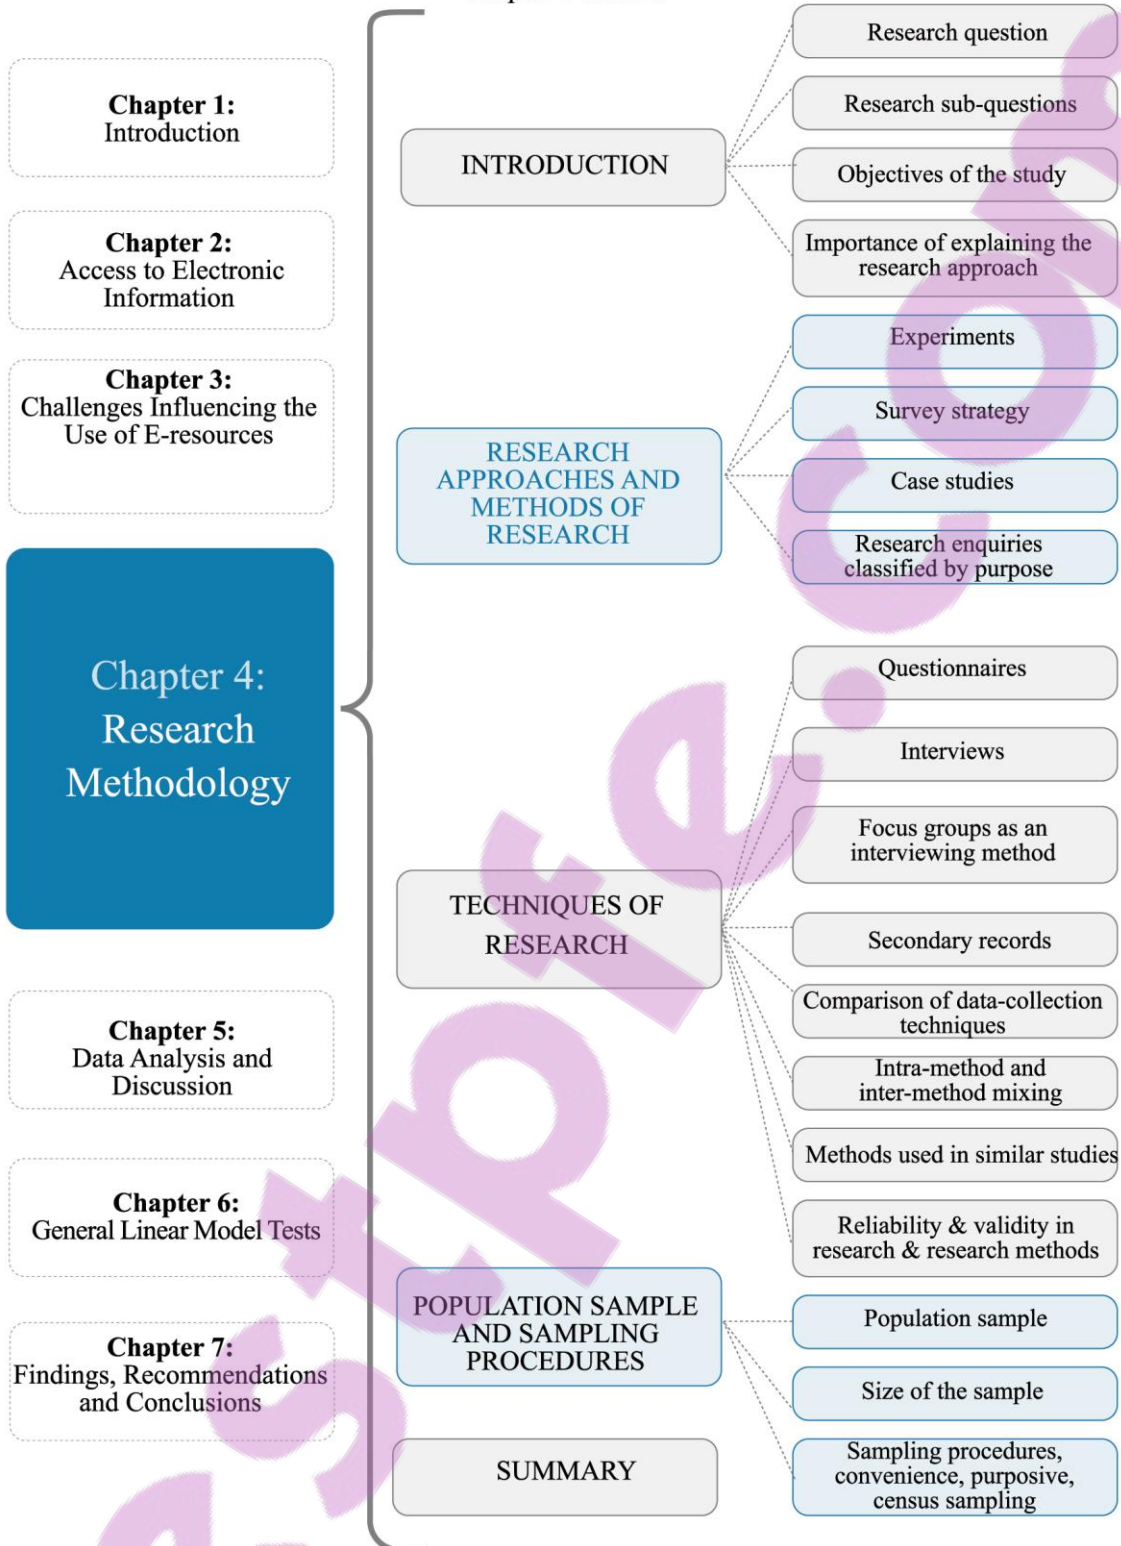 Chapter 1:
Introduction
Chapter 2:
Access to Electronic
Information
Chapter 3:
Challenges Influencing the
Use of E-resources
Chapter 4:
Research
Methodology
Chapter 5:
Data Analysis and
Discussion
Chapter 6:
General Linear Model Tests
Chapter 7:
Findings, Recommendations
and Conclusions
INTRODUCTION
Research question
Research sub-questions
Objectives of the study
Importance of explaining the
research approach
RESEARCH
APPROACHES AND
METHODS OF
RESEARCH
Experiments
Survey strategy
Case studies
Research enquiries
classified by purpose
TECHNIQUES OF
RESEARCH
Questionnaires
Interviews
Focus groups as an
interviewing method
Secondary records
Comparison of data-collection
techniques
Intra-method and
inter-method mixing
Methods used in similar studies
Reliability & validity in
research & research methods
POPULATION SAMPLE
AND SAMPLING
PROCEDURES
Population sample
Size of the sample
Sampling procedures,
convenience, purposive,
census sampling
SUMMARY
estpfe.com